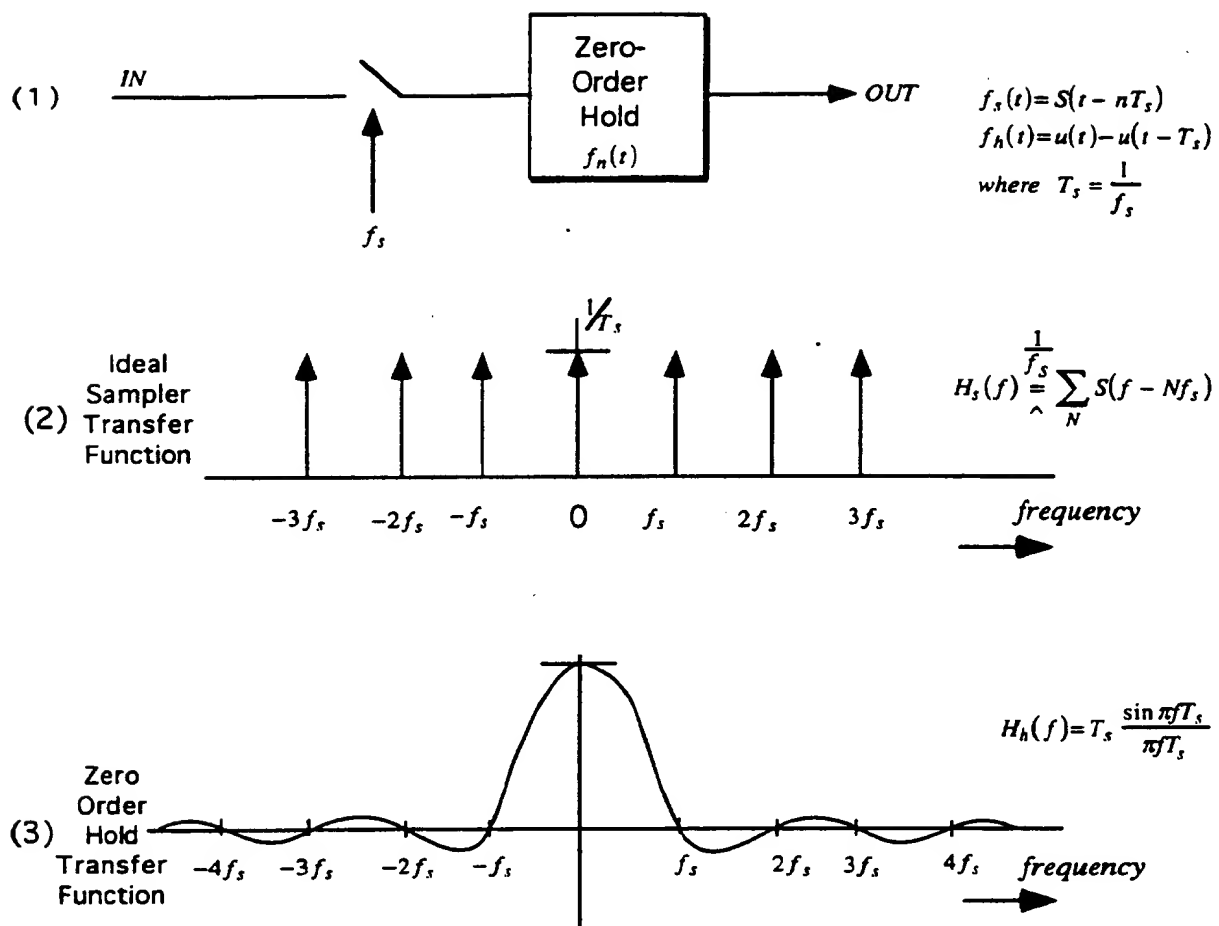 (1)
IN
Zero-
Order
Hold
f_n(t)
OUT
f_s
f_s(t)=S(t-nT_s)
f_h(t)=u(t)-u(t-T_s)
where T_s=1/f_s
(2)
Ideal
Sampler
Transfer
Function
1/T_s
-3f_s -2f_s -f_s 0 f_s 2f_s 3f_s frequency
H_s(f) = 1/f_s ^ ∑_N S(f-Nf_s)
(3)
Zero
Order
Hold
Transfer
Function
-4f_s -3f_s -2f_s -f_s f_s 2f_s 3f_s 4f_s frequency
H_h(f)=T_s sin πfT_s/πfT_s